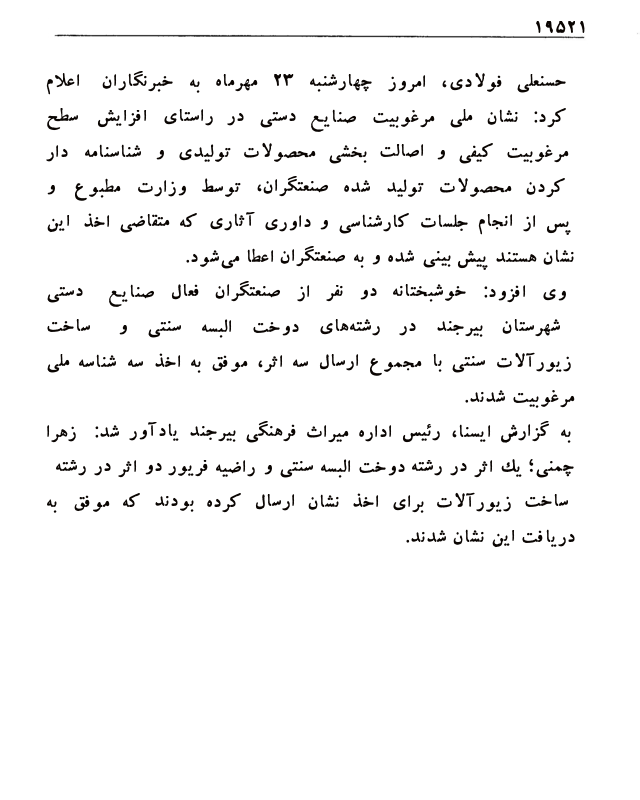 ۱۹۵۲۱
حسنعلی فولادی، امروز چهارشنبه ۲۳ مهرماه به خبرنگاران اعلام
کرد: نشان ملی مرغوبیت صنایع دستی در راستای افزایش سطح
مرغوبیت کیفی و اصالت بخشی محصولات تولیدی و شناسنامه دار
کردن محصولات تولید شده صنعتگران، توسط وزارت مطبوع و
پس از انجام جلسات کارشناسی و داوری آثاری که متقاضی اخذ این
نشان هستند پیش بینی شده و به صنعتگران اعطا می‌شود.
وی افزود: خوشبختانه دو نفر از صنعتگران فعال صنایع دستی
شهرستان بیرجند در رشته‌های دوخت البسه سنتی و ساخت
زیورآلات سنتی با مجموع ارسال سه اثر، موفق به اخذ سه شناسه ملی
مرغوبیت شدند.
به گزارش ایسنا، رئیس اداره میراث فرهنگی بیرجند یادآور شد: زهرا
چمنی؛ یك اثر در رشته دوخت البسه سنتی و راضیه فریور دو اثر در رشته
ساخت زیورآلات برای اخذ نشان ارسال کرده بودند که موفق به
دریافت این نشان شدند.